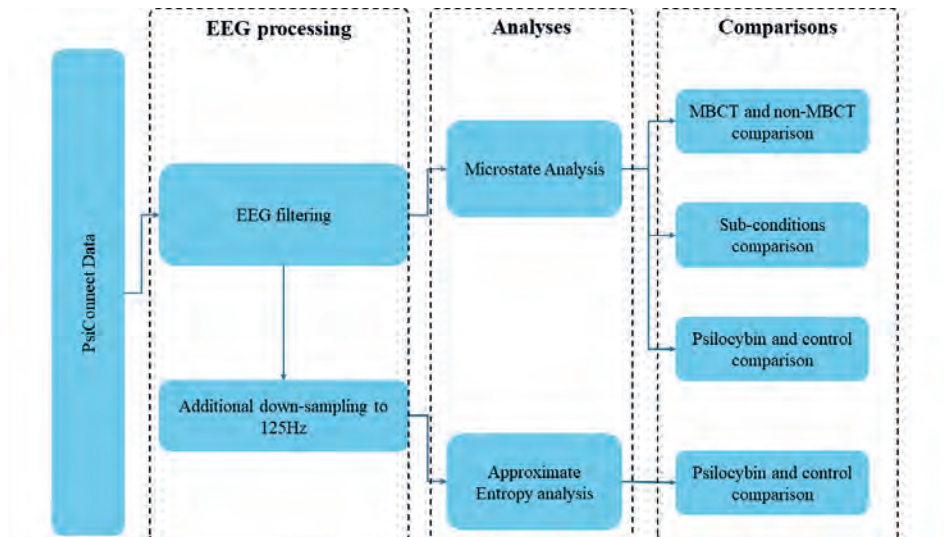 EEG processing
Analyses
Comparisons
PsiConnect Data
EEG filtering
Additional down-sampling to
125Hz
Microstate Analysis
Approximate
Entropy analysis
MBCT and non-MBCT
comparison
Sub-conditions
comparison
Psilocybin and control
comparison
Psilocybin and control
comparison